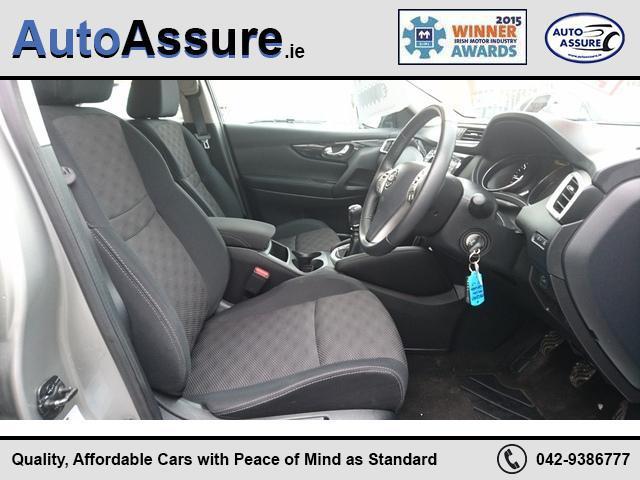 AutoAssure.ie
2015
WINNER
IRISH MOTOR INDUSTRY
AWARDS
AUTO
ASSURE
Quality, Affordable Cars with Peace of Mind as Standard
042-9386777